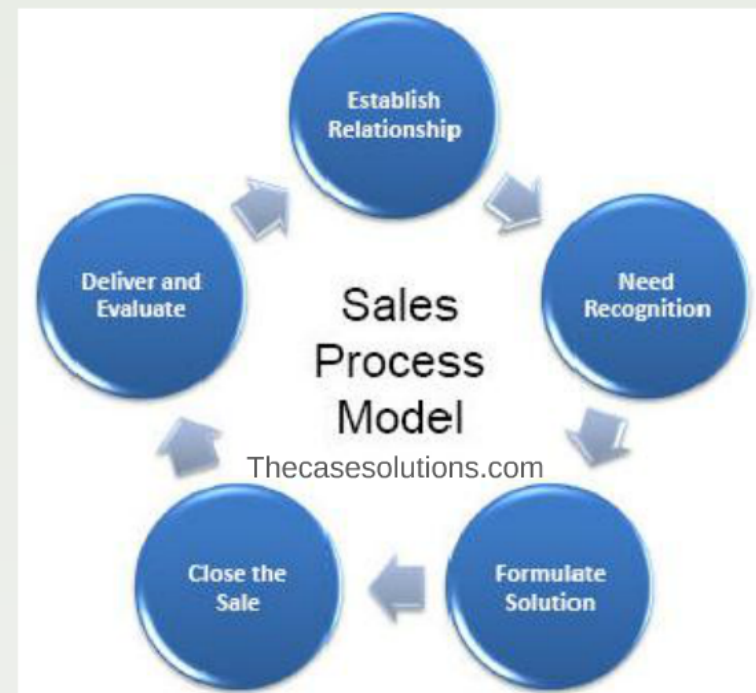 Establish
Relationship
Need
Recognition
Formulate
Solution
Close the
Sale
Deliver and
Evaluate
Sales
Process
Model
Thecasesolutions.com